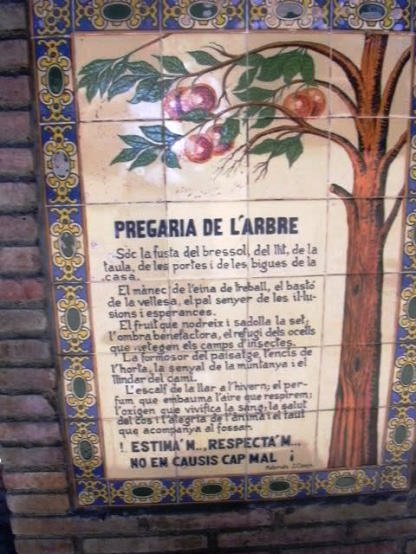 PREGARIA DE L'ARBRE
Sóc la fusta del bressol, del llit, de la
taula, de les portes i de les bigues de la
casa.
El mànec de l'eina de treball, el bastó
de la vellesa, el pal senyer de les il·lu-
sions i esperances.
El fruit que nodreix i sadolla la set,
l'ombra benefactora, el refugi dels ocells
que vetegen els camps d'insectes.
La formosor del paisatge, l'encís de
l'horta, la senyal de la muntanya i el
llindar del camí.
L'escalf de la llar a l'hivern; el per-
fum que embauma l'aire que respirem;
l'oxigen que vivifica la sang; la salut
del cos i l'alegria de l'ànima i el taüt
que acompanya al fossar.
! ESTIMA'M.., RESPECTA'M...
NO EM CAUSIS CAP MAL ¡